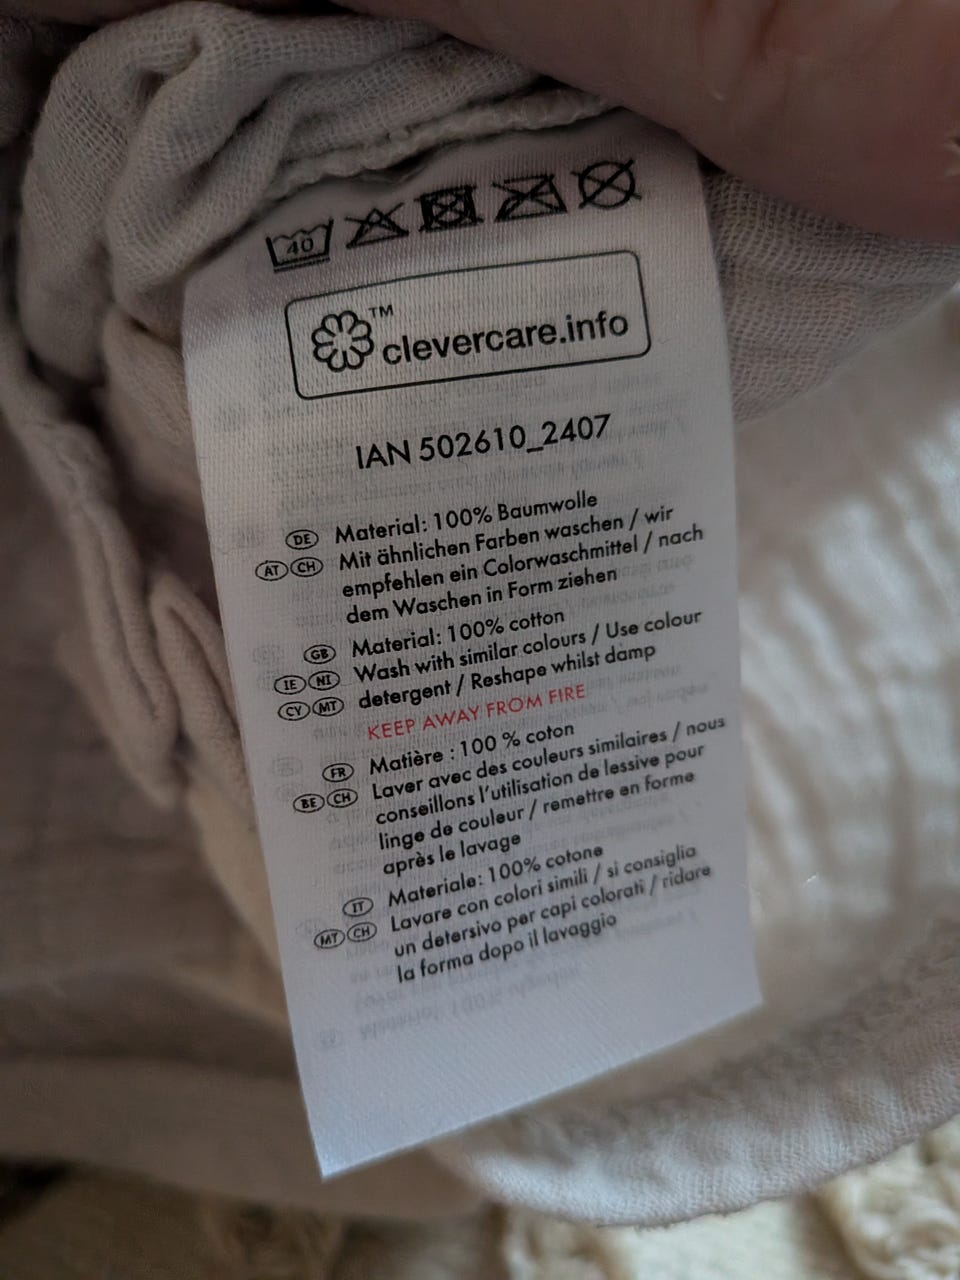 40
TM
clevercare.info
IAN 502610_2407
DE Material: 100% Baumwolle
AT CH Mit ähnlichen Farben waschen / wir
empfehlen ein Colorwaschmittel / nach
dem Waschen in Form ziehen
GB Material: 100% cotton
IE NI Wash with similar colours / Use colour
CY MT detergent / Reshape whilst damp
KEEP AWAY FROM FIRE
FR Matière : 100 % coton
BE CH Laver avec des couleurs similaires / nous
conseillons l'utilisation de lessive pour
linge de couleur / remettre en forme
après le lavage
IT Materiale: 100% cotone
MT CH Lavare con colori simili / si consiglia
un detersivo per capi colorati / ridare
la forma dopo il lavaggio